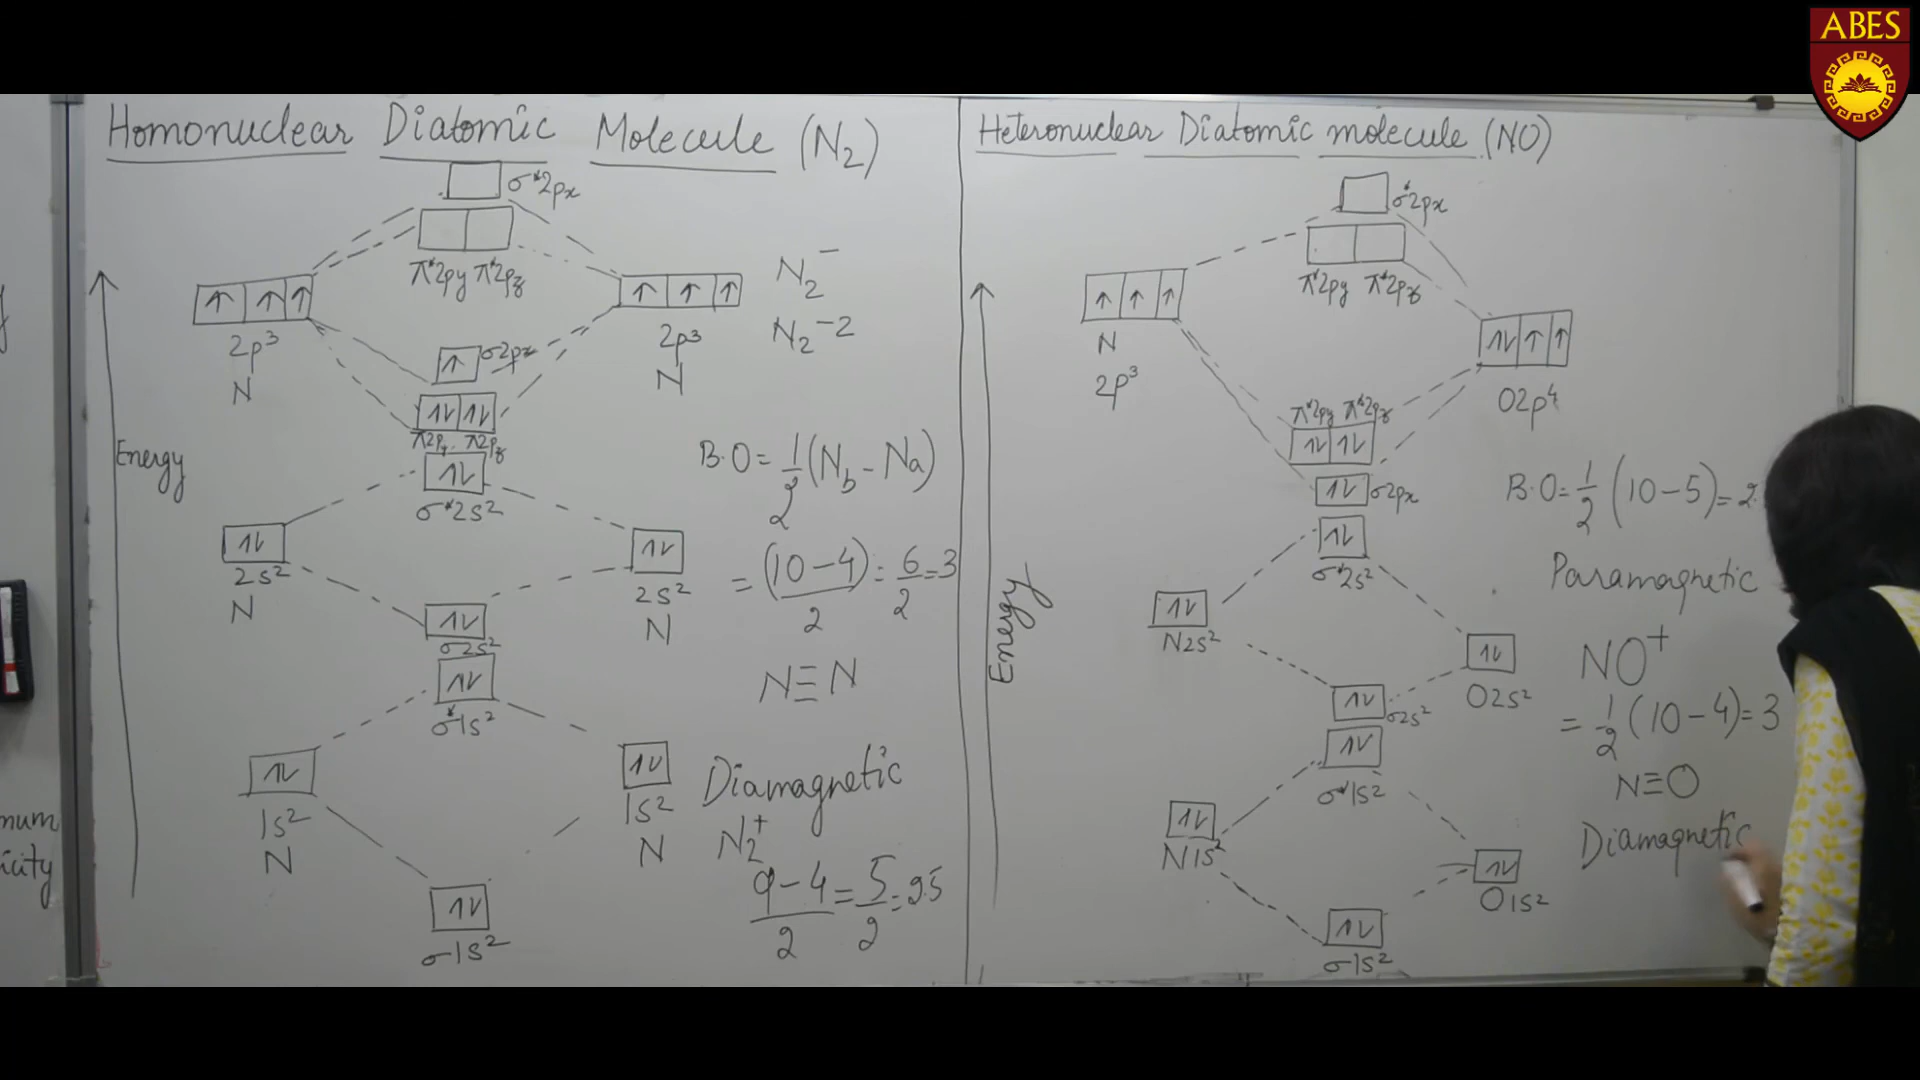 ABES
Homonuclear Diatomic Molecule (N₂)
σ*2px
π*2py π*2pz
2p³
N
2p³
N
σ2px
π2py π2pz
σ*2s²
2s²
N
2s²
N
σ2s²
σ*1s²
1s²
N
1s²
N
σ1s²
Energy
N₂⁻
N₂⁻²
B.O = 1/2 (Nb - Na)
= (10-4)/2 = 6/2 = 3
N≡N
Diamagnetic
N₂⁺
9-4/2 = 5/2 = 2.5
Heteronuclear Diatomic molecule (NO)
σ*2px
π*2py π*2pz
N
2p³
O2p⁴
π*2py π*2pz
σ2px
σ*2s²
N2s²
O2s²
σ2s²
σ*1s²
N1s²
O1s²
σ1s²
Energy
B.O = 1/2 (10-5) = 2.
Paramagnetic
NO⁺
= 1/2 (10-4) = 3
N≡O
Diamagnetic